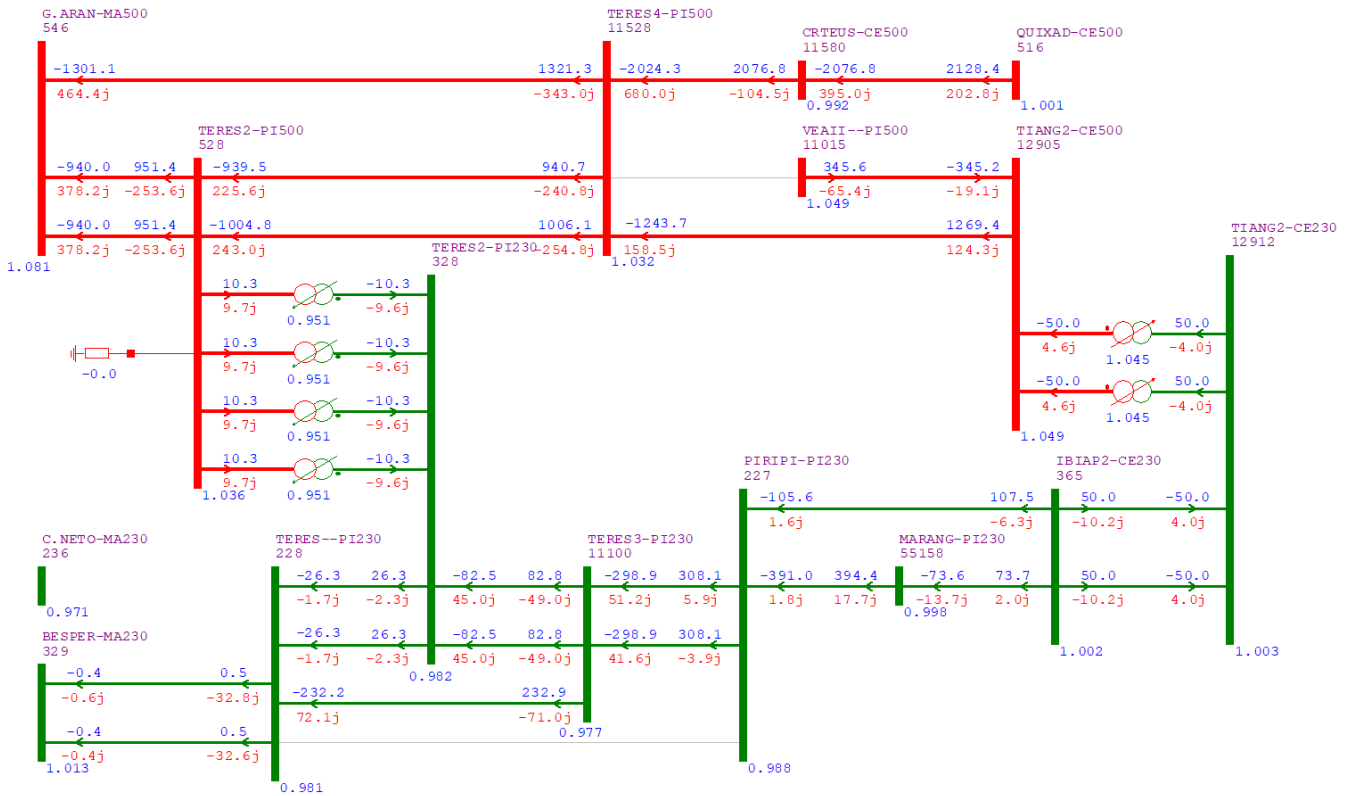 G.ARAN-MA500
546
TERES4-PI500
11528
CRTEUS-CE500
11580
QUIXAD-CE500
516
-1301.1
1321.3
-2024.3
2076.8
-2076.8
2128.4
464.4j
-343.0j
680.0j
-104.5j
395.0j
202.8j
0.992
1.001
TERES2-PI500
528
VEAII--PI500
11015
TIANG2-CE500
12905
-940.0
951.4
-939.5
940.7
345.6
-345.2
378.2j
-253.6j
225.6j
-240.8j
-65.4j
-19.1j
1.049
-940.0
951.4
-1004.8
1006.1
-1243.7
1269.4
378.2j
-253.6j
243.0j
-254.8j
158.5j
124.3j
1.081
1.032
TERES2-PI230
328
TIANG2-CE230
12912
10.3
-10.3
9.7j
-9.6j
0.951
10.3
-10.3
9.7j
-9.6j
0.951
-0.0
10.3
-10.3
9.7j
-9.6j
0.951
10.3
-10.3
9.7j
-9.6j
0.951
1.036
-50.0
50.0
4.6j
-4.0j
1.045
-50.0
50.0
4.6j
-4.0j
1.045
1.049
PIRIPI-PI230
227
IBIAP2-CE230
365
-105.6
107.5
50.0
-50.0
1.6j
-6.3j
-10.2j
4.0j
C.NETO-MA230
236
0.971
TERES--PI230
228
TERES3-PI230
11100
MARANG-PI230
55158
-26.3
26.3
-82.5
82.8
-298.9
308.1
-391.0
394.4
-73.6
73.7
50.0
-50.0
-1.7j
-2.3j
45.0j
-49.0j
51.2j
5.9j
1.8j
17.7j
-13.7j
2.0j
-10.2j
4.0j
0.998
BESPER-MA230
329
-26.3
26.3
-82.5
82.8
-298.9
308.1
-1.7j
-2.3j
45.0j
-49.0j
41.6j
-3.9j
1.002
1.003
0.982
-0.4
0.5
-232.2
232.9
-0.6j
-32.8j
72.1j
-71.0j
0.977
-0.4
0.5
-0.4j
-32.6j
1.013
0.981
0.988